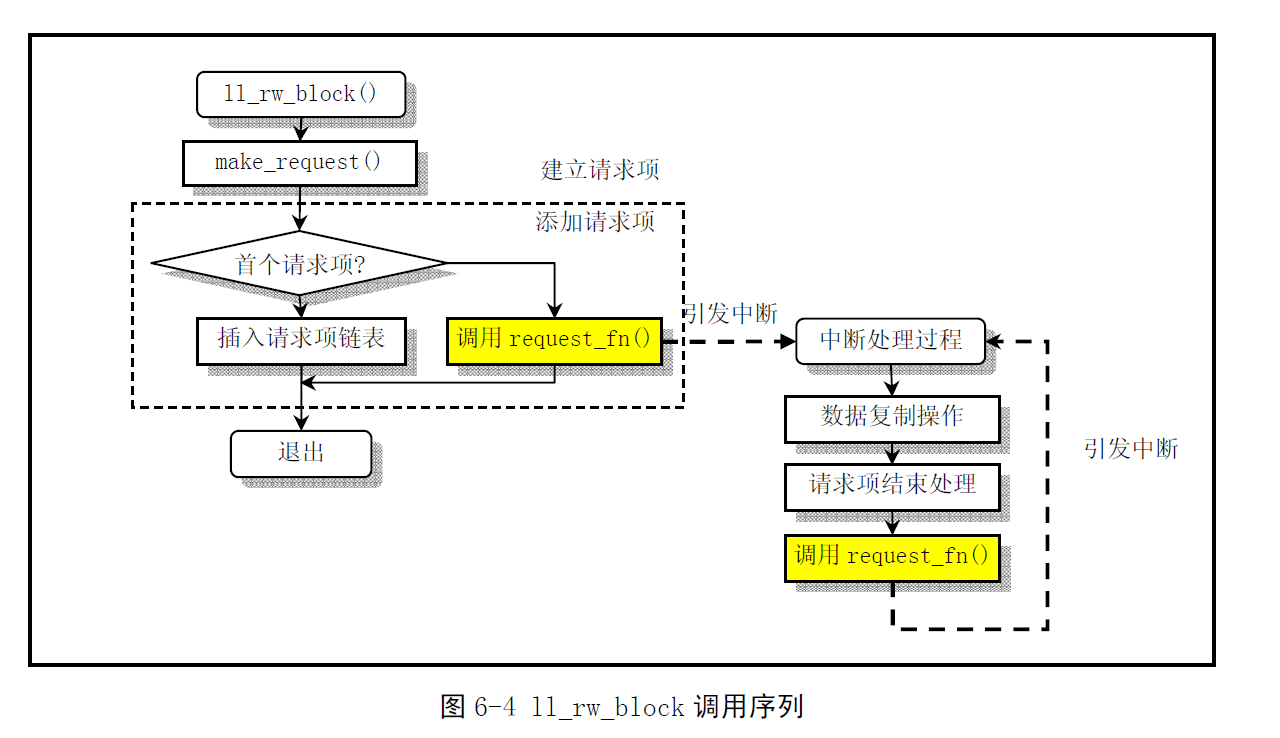 ll_rw_block()
make_request()
建立请求项
添加请求项
首个请求项?
插入请求项链表
调用 request_fn()
引发中断
退出
中断处理过程
数据复制操作
请求项结束处理
调用 request_fn()
引发中断
图 6-4 ll_rw_block 调用序列